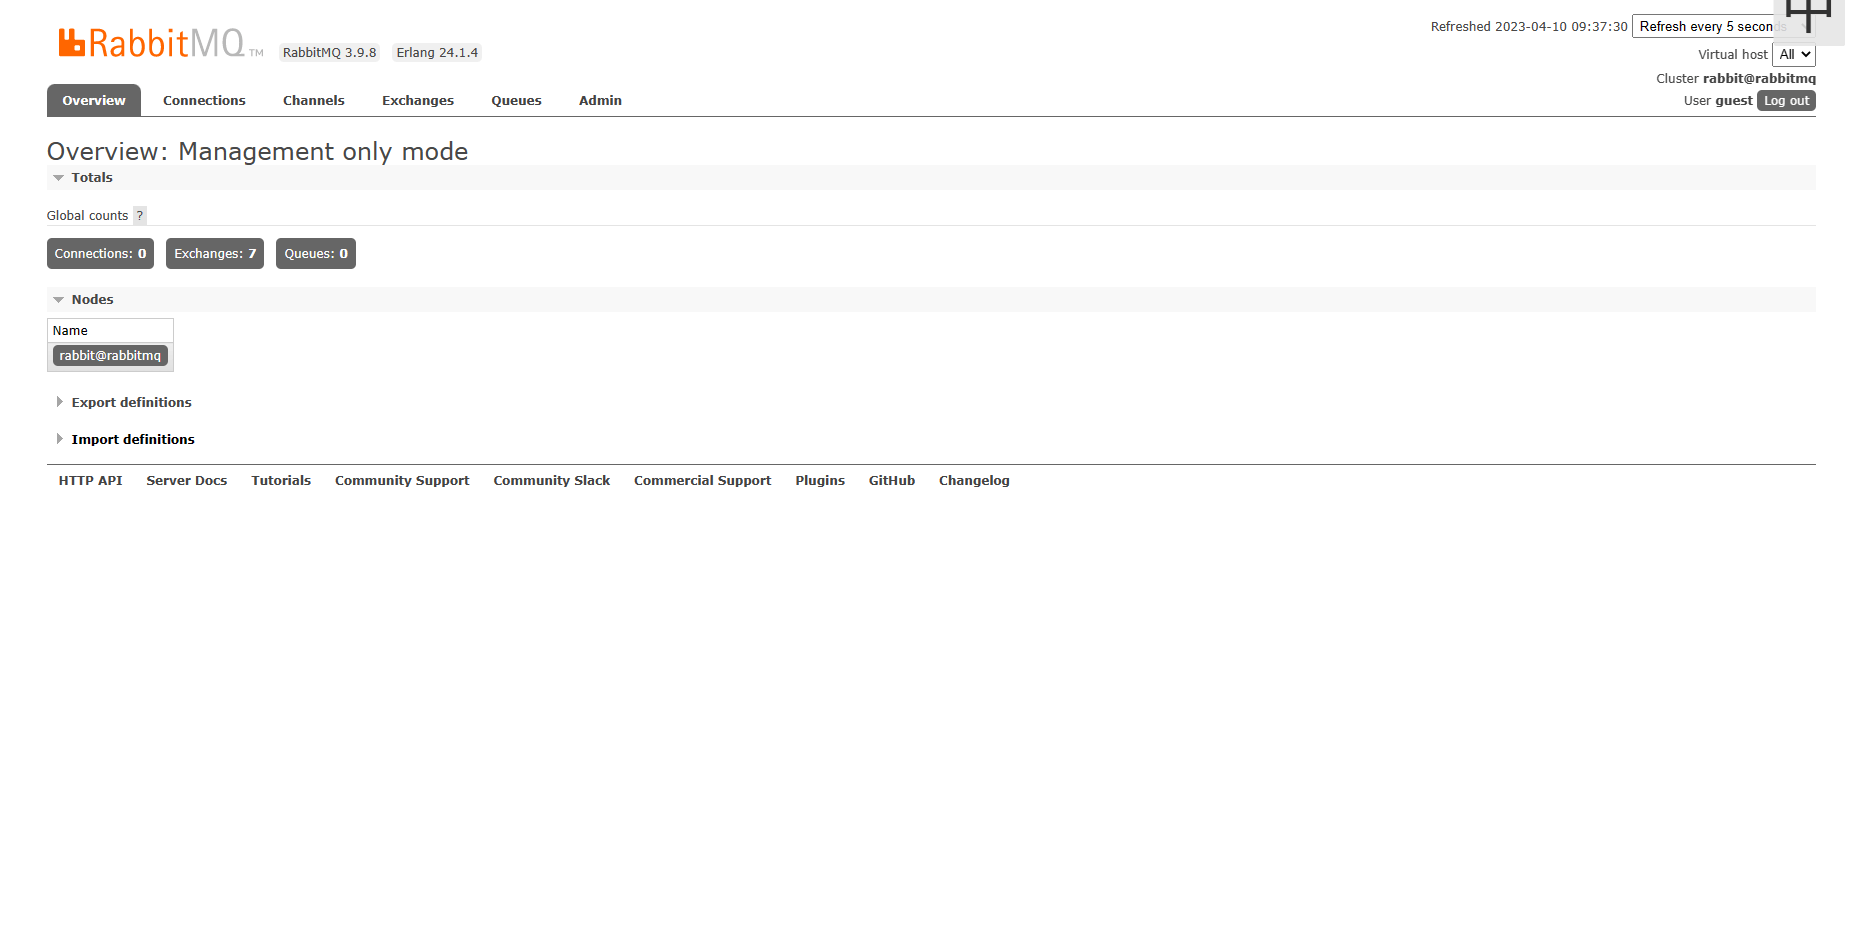 RabbitMQ TM
RabbitMQ 3.9.8 Erlang 24.1.4
Refreshed 2023-04-10 09:37:30 Refresh every 5 seconds
中
Virtual host All
Cluster rabbit@rabbitmq
User guest Log out
Overview Connections Channels Exchanges Queues Admin
Overview: Management only mode
Totals
Global counts ?
Connections: 0 Exchanges: 7 Queues: 0
Nodes
Name
rabbit@rabbitmq
Export definitions
Import definitions
HTTP API Server Docs Tutorials Community Support Community Slack Commercial Support Plugins GitHub Changelog